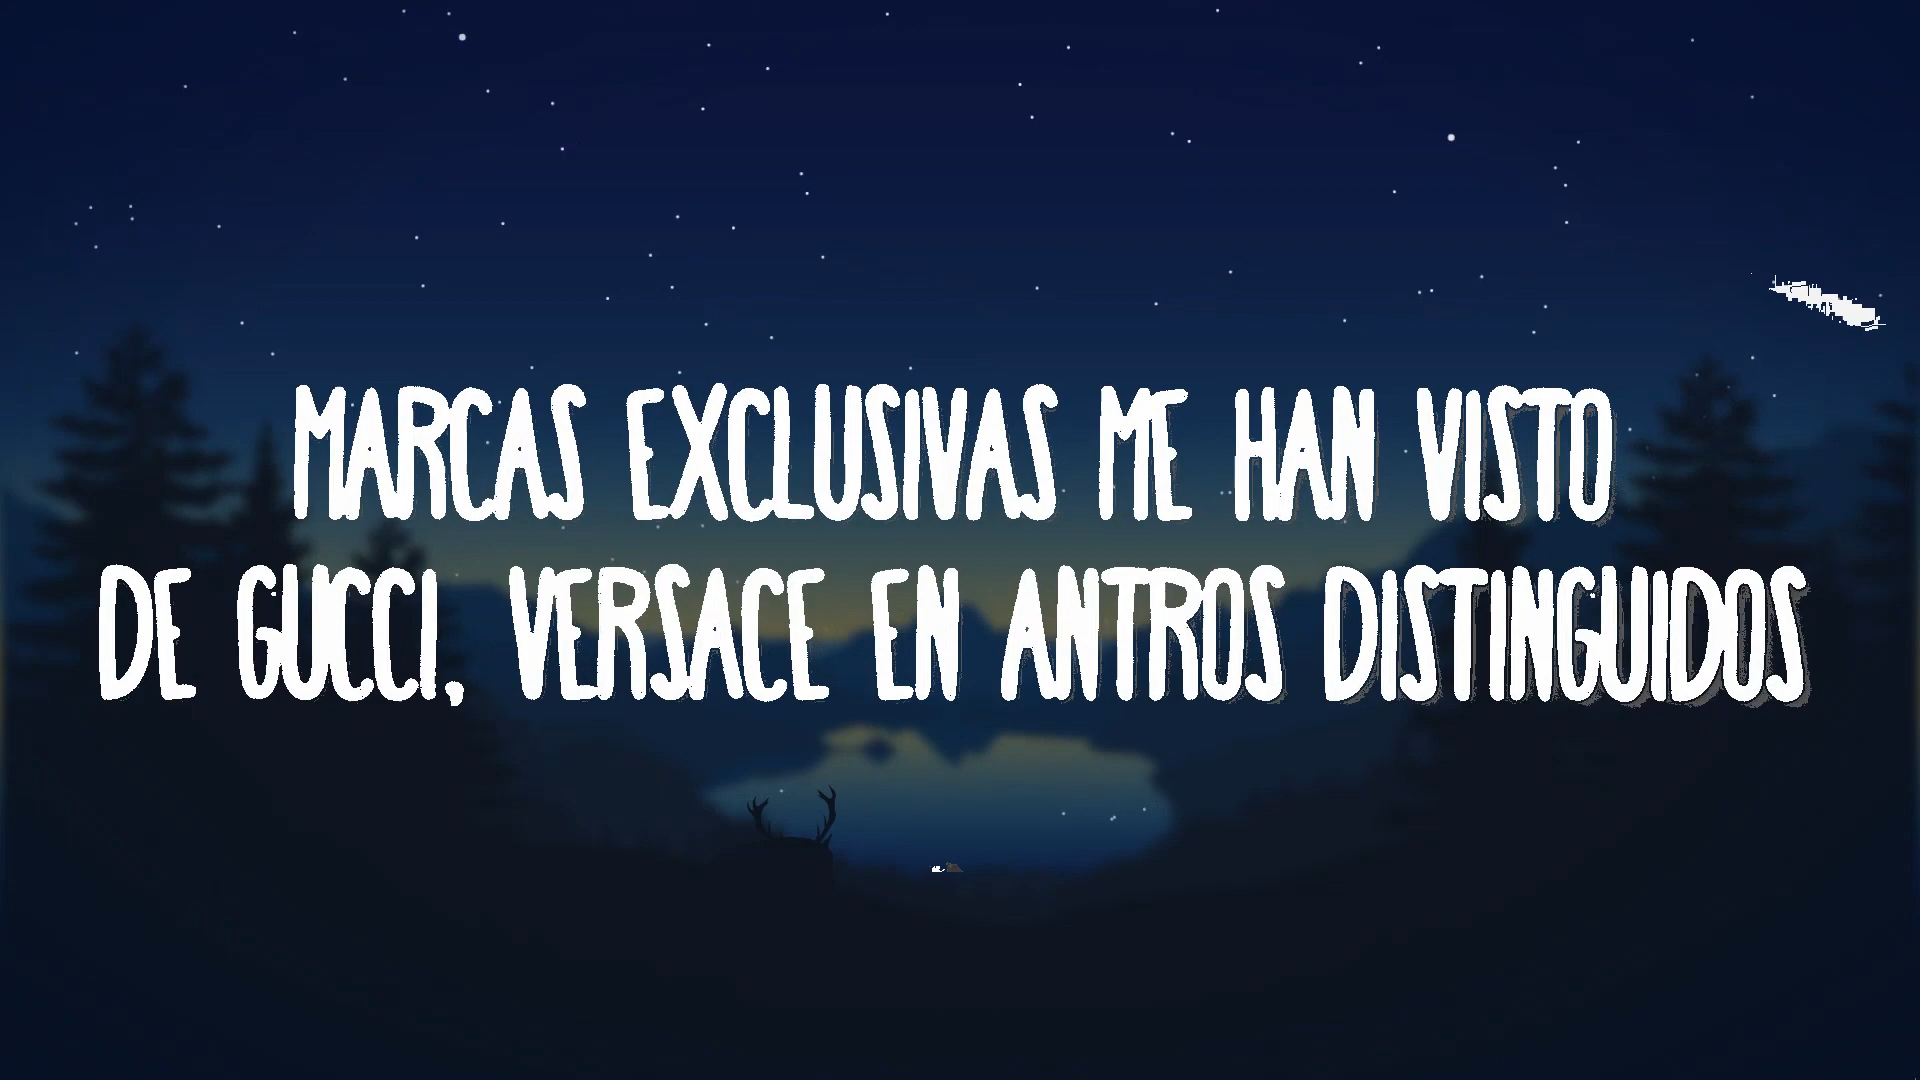 MARCAS EXCLUSIVAS ME HAN VISTO
DE GUCCI, VERSACE EN ANTROS DISTINGUIDOS